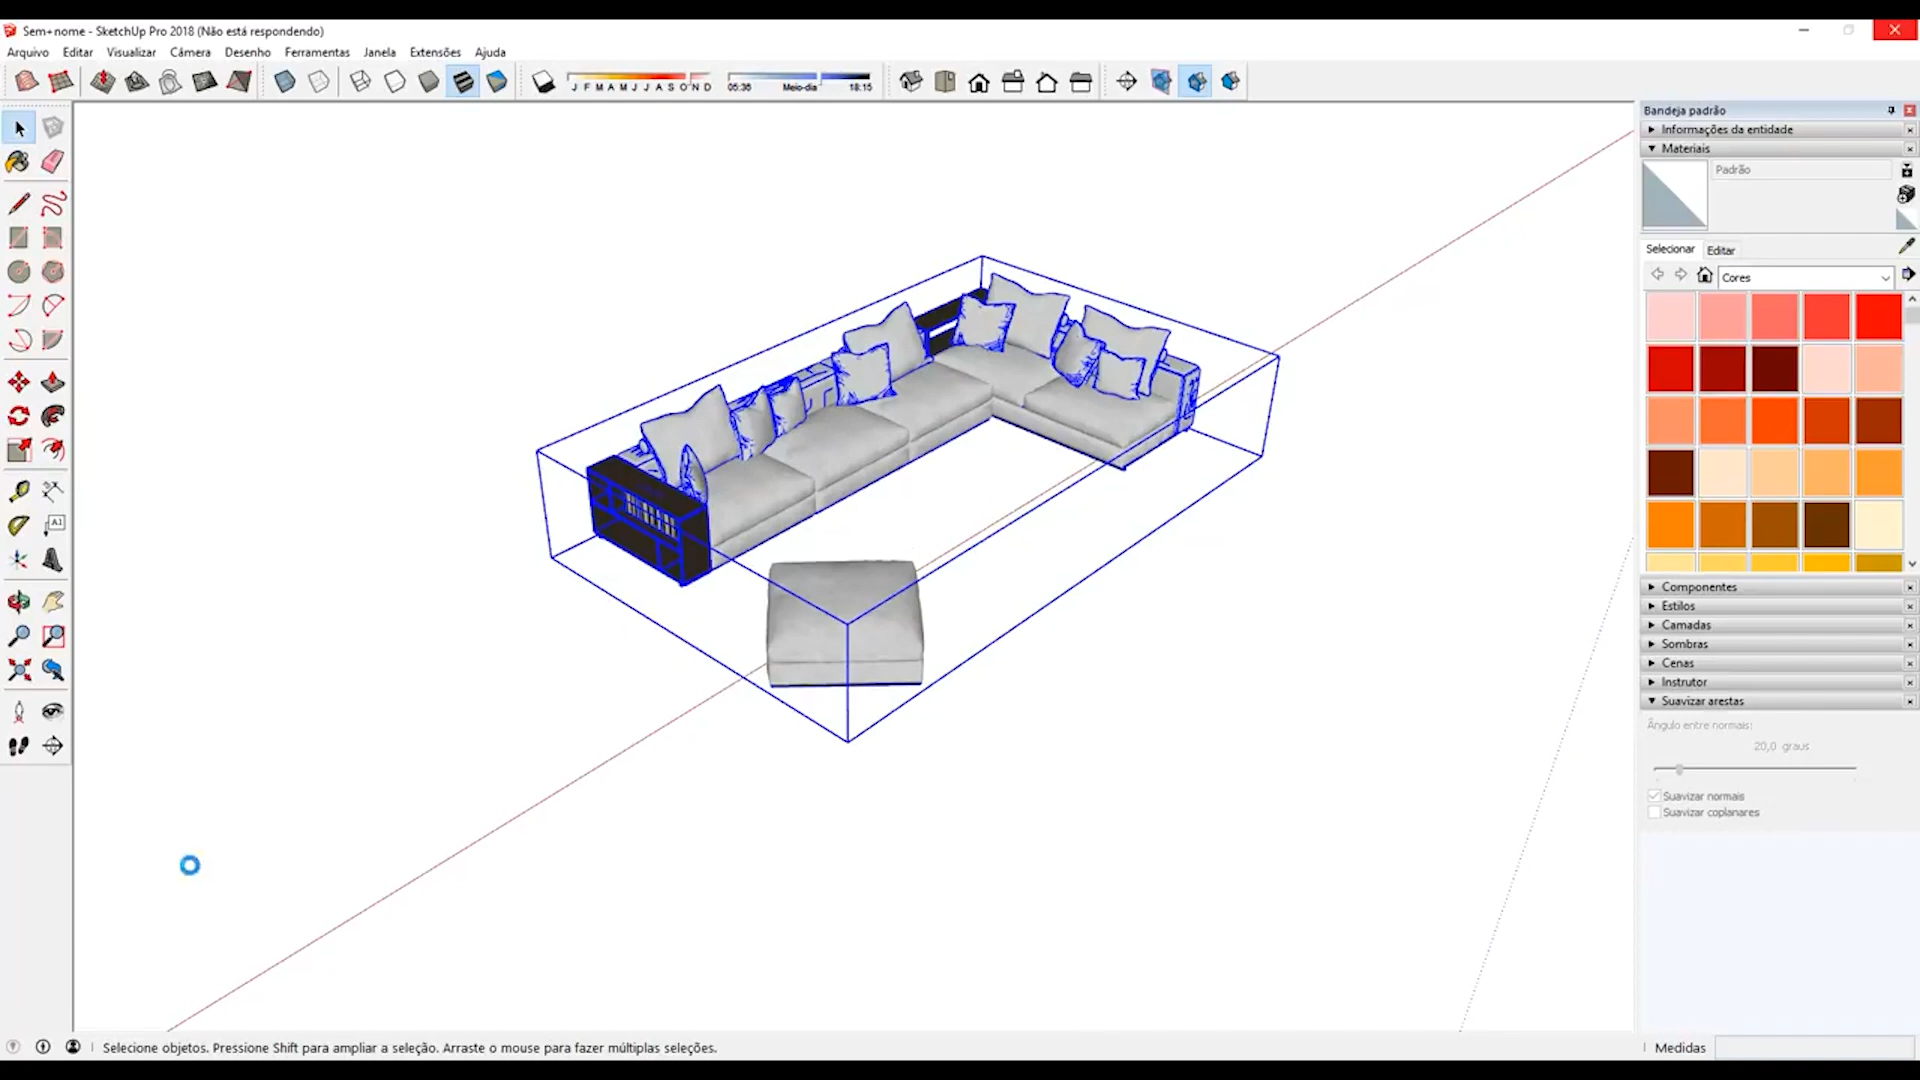 Sem+nome - SketchUp Pro 2018 (Não está respondendo)
Arquivo Editar Visualizar Câmera Desenho Ferramentas Janela Extensões Ajuda
J F M A M J J A S O N D 05:36 Meio-dia 18:15
Bandeja padrão
Informações da entidade
Materiais
Padrão
Selecionar Editar
Cores
A1
Componentes
Estilos
Camadas
Sombras
Cenas
Instrutor
Suavizar arestas
Ângulo entre normais:
20,0 graus
Suavizar normais
Suavizar coplanares
Selecione objetos. Pressione Shift para ampliar a seleção. Arraste o mouse para fazer múltiplas seleções.
Medidas